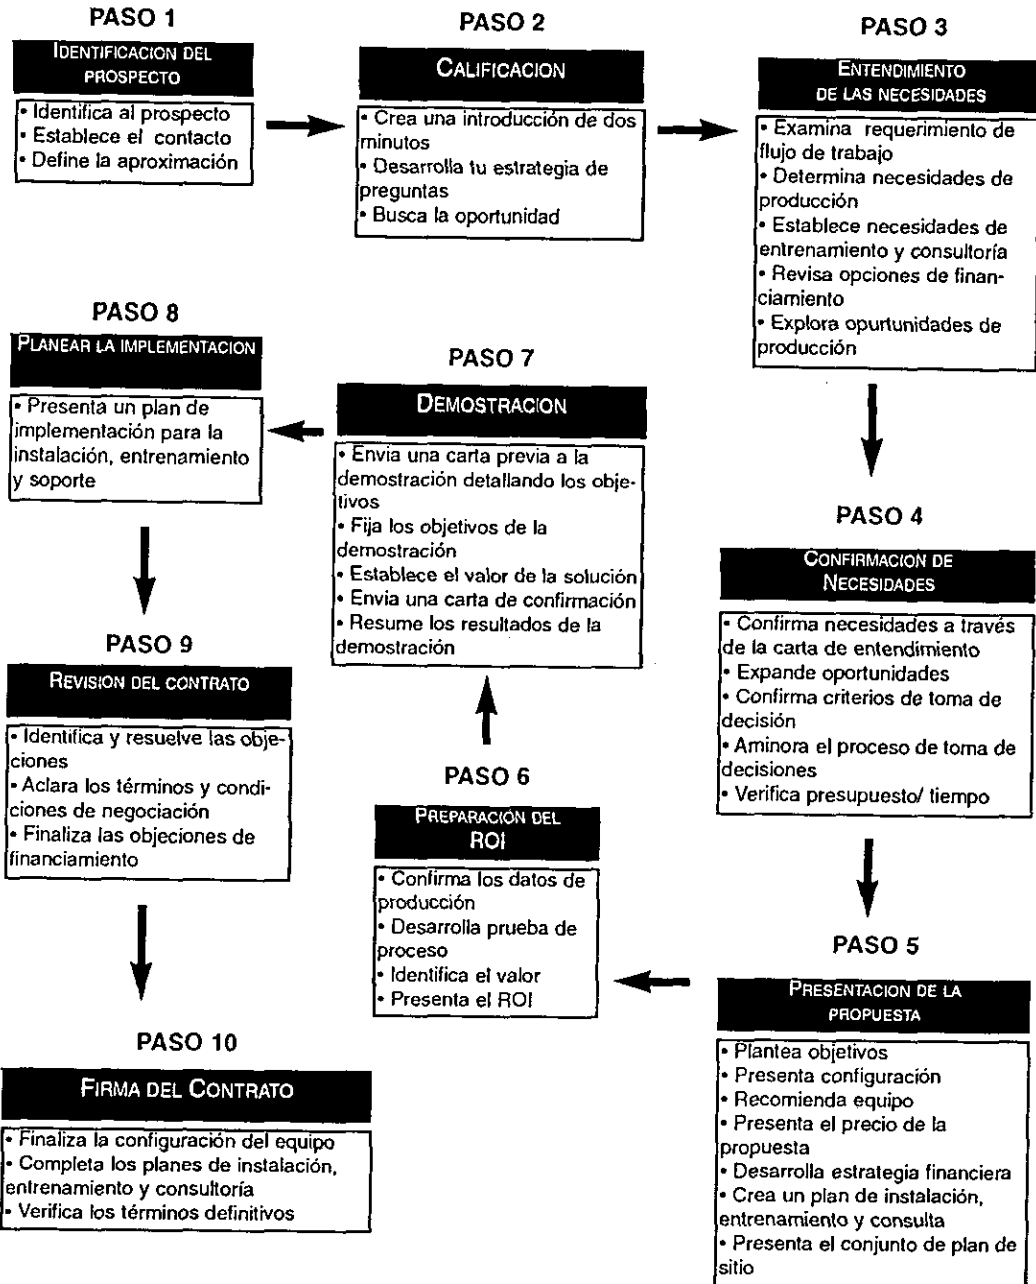 PASO 1
IDENTIFICACION DEL
PROSPECTO
• Identifica al prospecto
• Establece el contacto
• Define la aproximación
PASO 2
CALIFICACION
• Crea una introducción de dos
minutos
• Desarrolla tu estrategia de
preguntas
• Busca la oportunidad
PASO 3
ENTENDIMIENTO
DE LAS NECESIDADES
• Examina requerimiento de
flujo de trabajo
• Determina necesidades de
producción
• Establece necesidades de
entrenamiento y consultoría
• Revisa opciones de finan-
ciamiento
• Explora opurtunidades de
producción
PASO 4
CONFIRMACION DE
NECESIDADES
• Confirma necesidades a través
de la carta de entendimiento
• Expande oportunidades
• Confirma criterios de toma de
decisión
• Aminora el proceso de toma de
decisiones
• Verifica presupuesto/ tiempo
PASO 5
PRESENTACION DE LA
PROPUESTA
• Plantea objetivos
• Presenta configuración
• Recomienda equipo
• Presenta el precio de la
propuesta
• Desarrolla estrategia financiera
• Crea un plan de instalación,
entrenamiento y consulta
• Presenta el conjunto de plan de
sitio
PASO 6
PREPARACIÓN DEL
ROI
• Confirma los datos de
producción
• Desarrolla prueba de
proceso
• Identifica el valor
• Presenta el ROI
PASO 7
DEMOSTRACION
• Envia una carta previa a la
demostración detallando los obje-
tivos
• Fija los objetivos de la
demostración
• Establece el valor de la solución
• Envia una carta de confirmación
• Resume los resultados de la
demostración
PASO 8
PLANEAR LA IMPLEMENTACION
• Presenta un plan de
implementación para la
instalación, entrenamiento
y soporte
PASO 9
REVISION DEL CONTRATO
• Identifica y resuelve las obje-
ciones
• Aclara los términos y condi-
ciones de negociación
• Finaliza las objeciones de
financiamiento
PASO 10
FIRMA DEL CONTRATO
• Finaliza la configuración del equipo
• Completa los planes de instalación,
entrenamiento y consultoría
• Verifica los términos definitivos